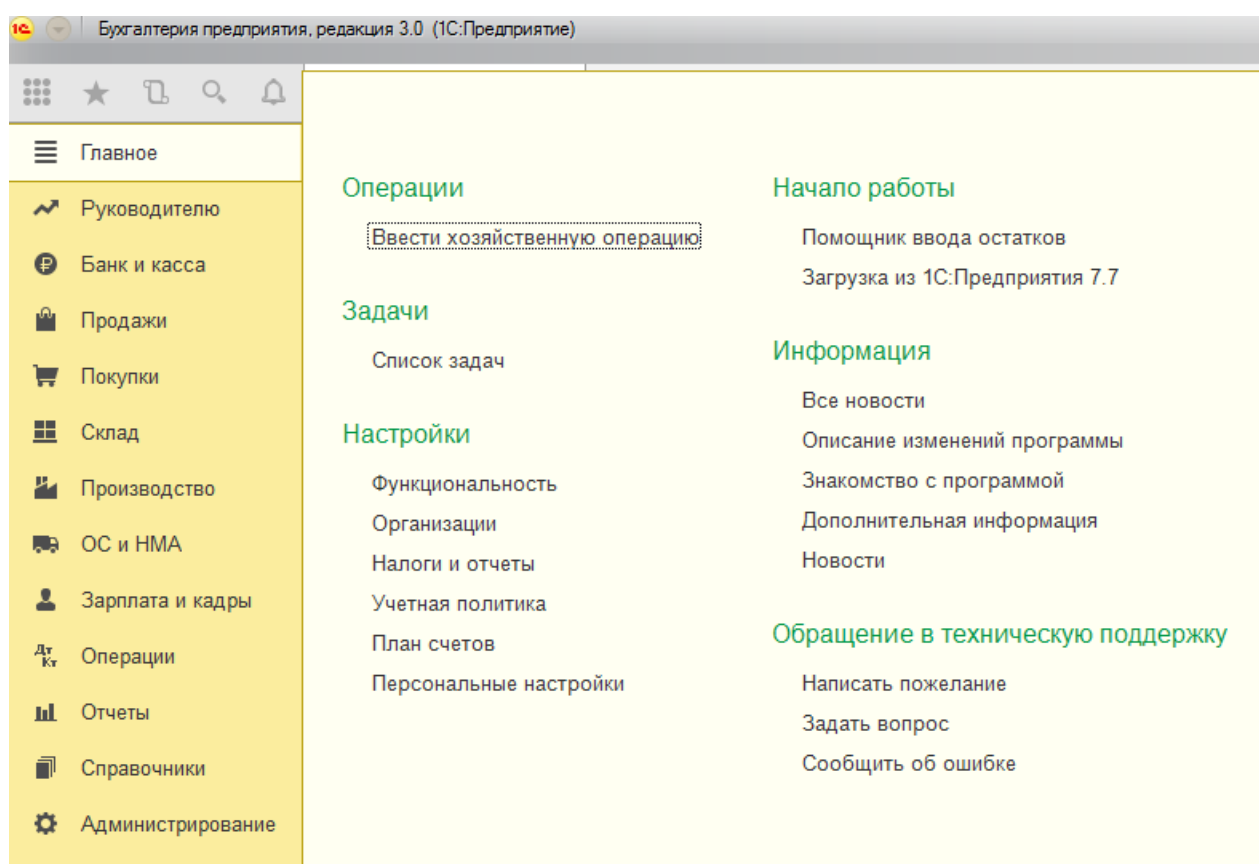 1С Бухгалтерия предприятия, редакция 3.0 (1С:Предприятие)
Главное
Руководителю
Банк и касса
Продажи
Покупки
Склад
Производство
ОС и НМА
Зарплата и кадры
Дт Кт Операции
Отчеты
Справочники
Администрирование
Операции
Ввести хозяйственную операцию
Задачи
Список задач
Настройки
Функциональность
Организации
Налоги и отчеты
Учетная политика
План счетов
Персональные настройки
Начало работы
Помощник ввода остатков
Загрузка из 1С:Предприятия 7.7
Информация
Все новости
Описание изменений программы
Знакомство с программой
Дополнительная информация
Новости
Обращение в техническую поддержку
Написать пожелание
Задать вопрос
Сообщить об ошибке